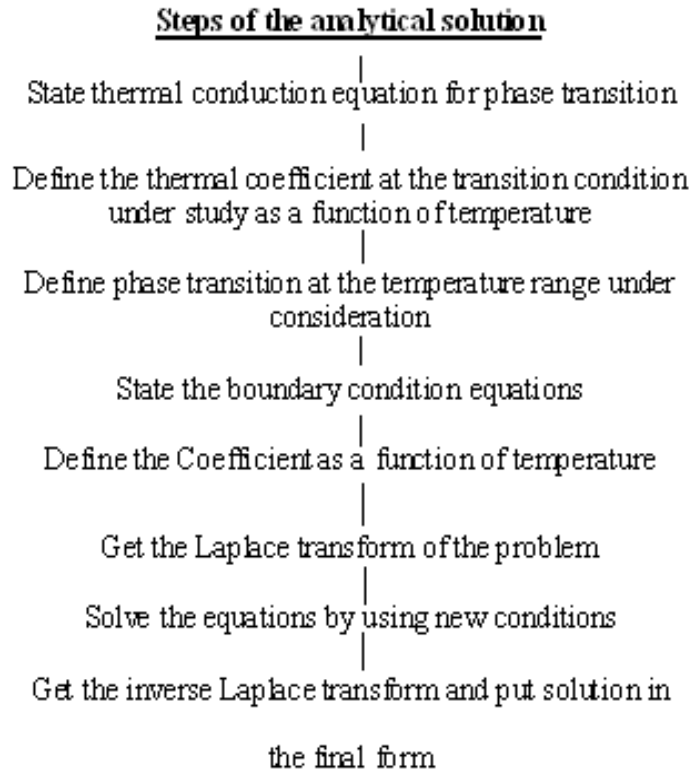 Steps of the analytical solution
State thermal conduction equation for phase transition
Define the thermal coefficient at the transition condition
under study as a function of temperature
Define phase transition at the temperature range under
consideration
State the boundary condition equations
Define the Coefficient as a function of temperature
Get the Laplace transform of the problem
Solve the equations by using new conditions
Get the inverse Laplace transform and put solution in
the final form